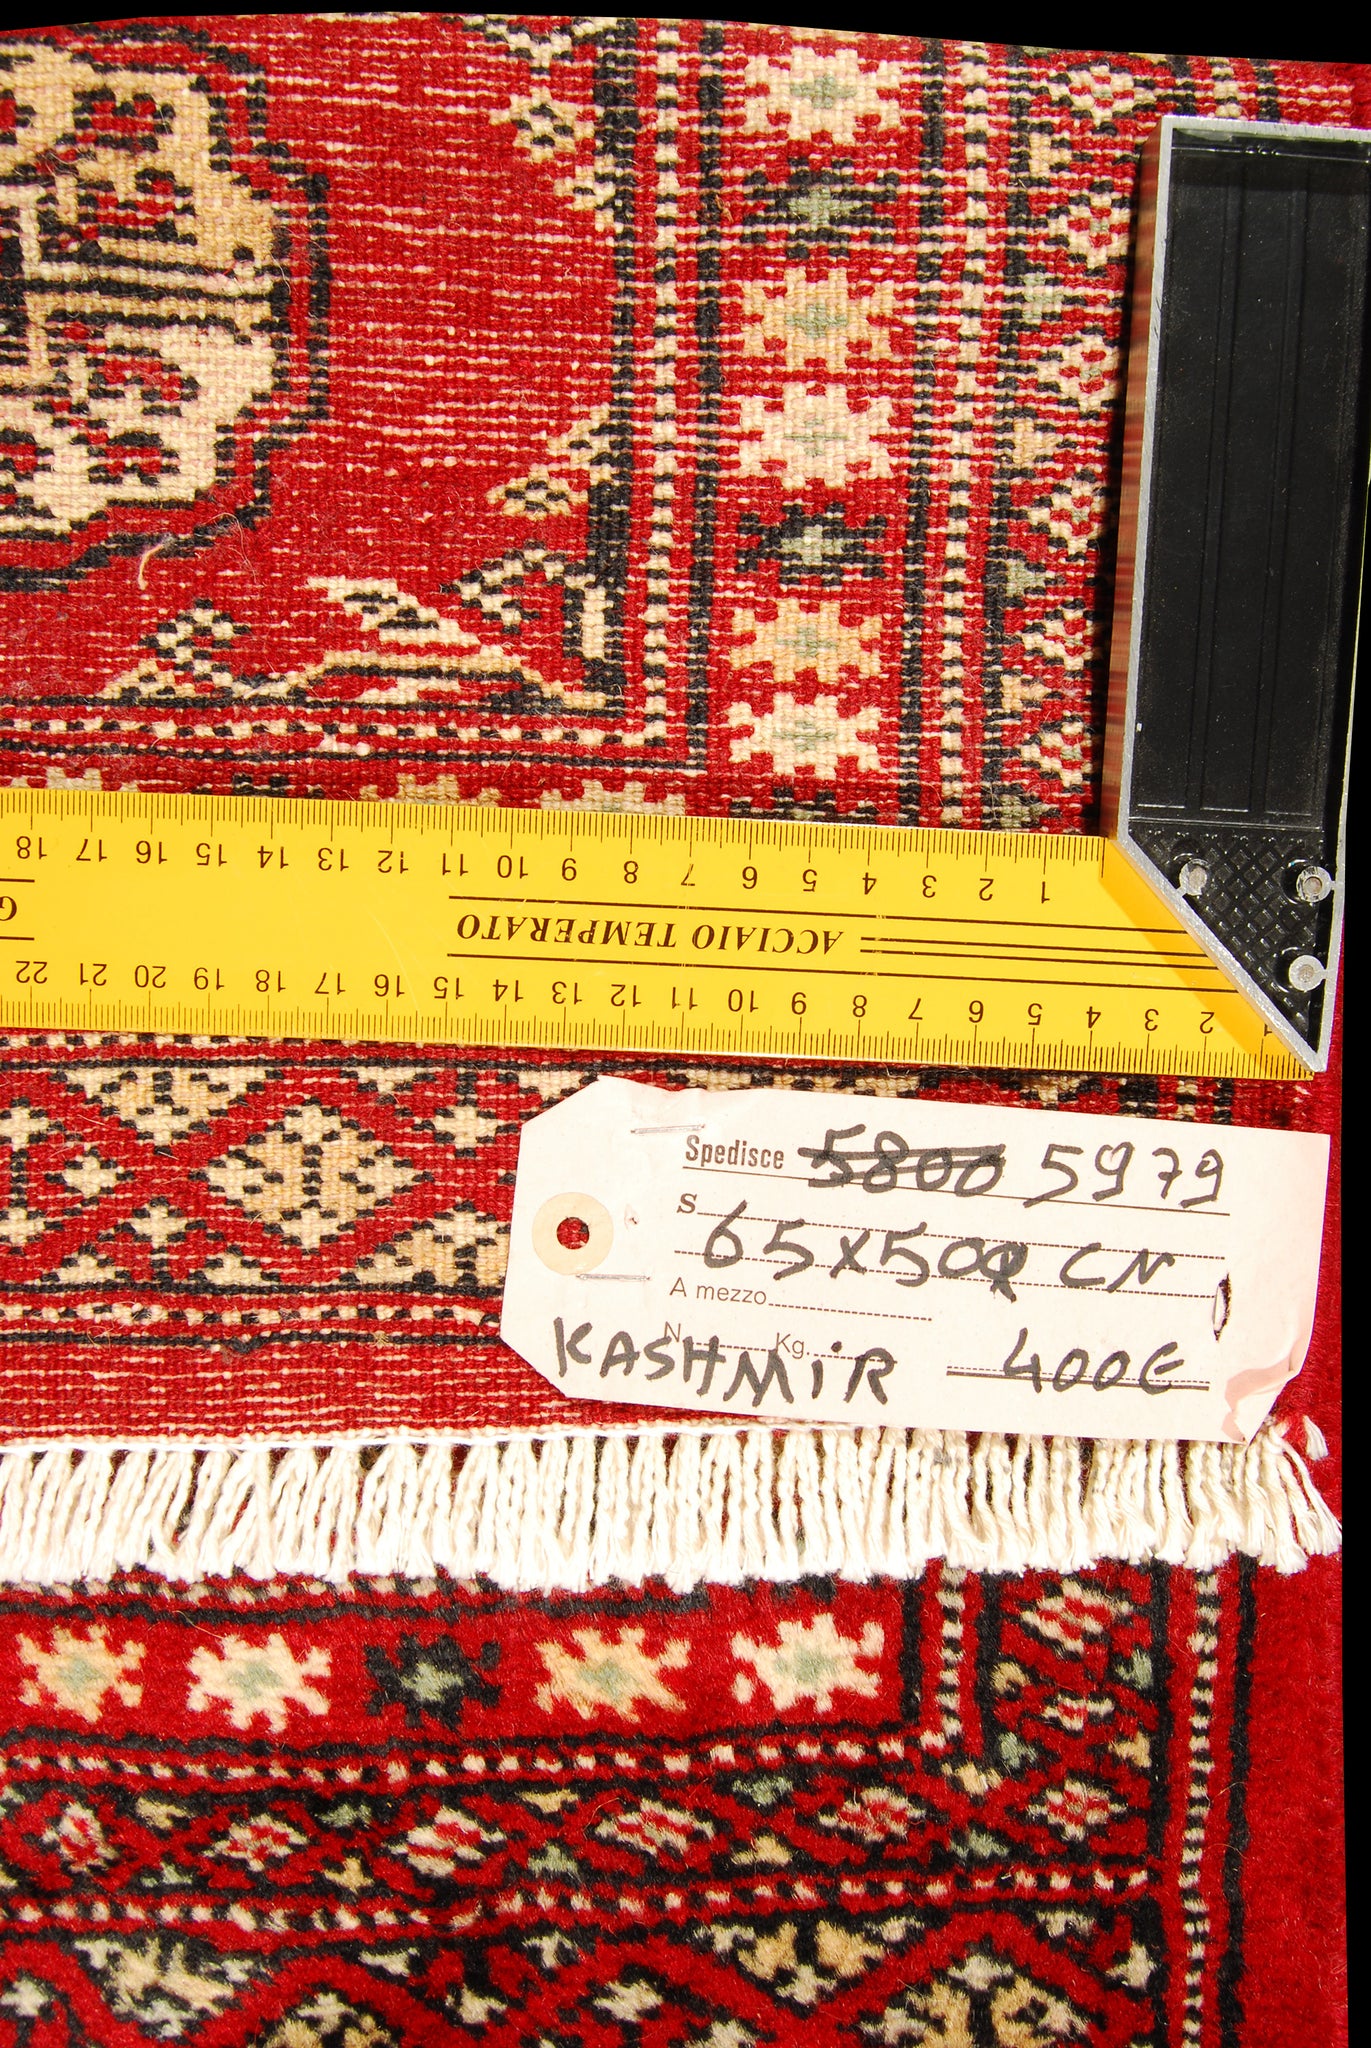 18 17 16 15 14 13 12 11 10 9 8 7 6 5 4 3 2 1
ACCIAIO TEMPERATO
G
22 21 20 19 18 17 16 15 14 13 12 11 10 9 8 7 6 5 4 3 2 1
Spedisce 5800 5979
S 65X50 CN
A mezzo
N. Kg.
KASHMIR 400€